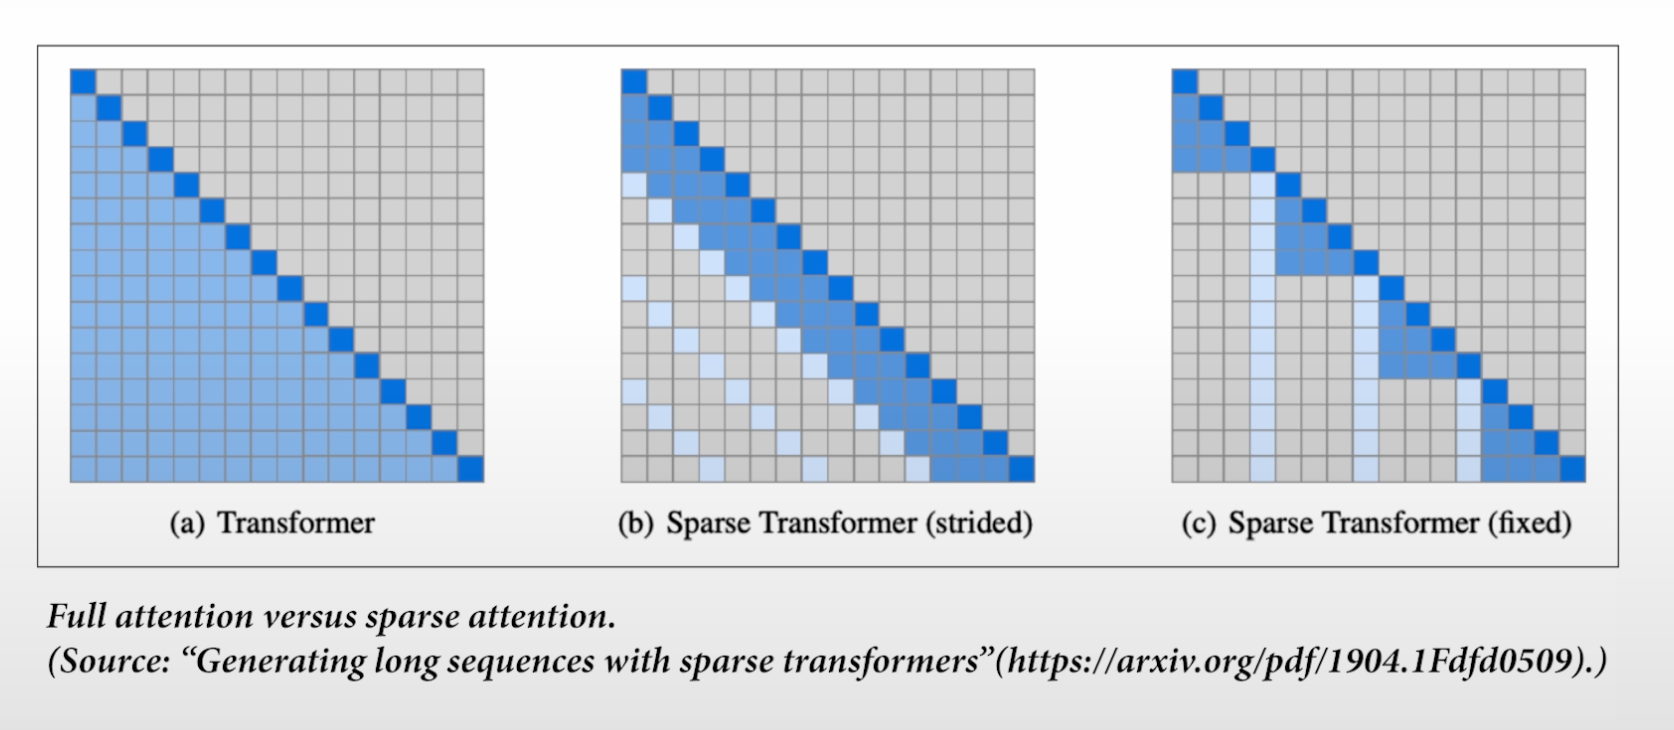 (a) Transformer
(b) Sparse Transformer (strided)
(c) Sparse Transformer (fixed)
Full attention versus sparse attention.
(Source: “Generating long sequences with sparse transformers”(https://arxiv.org/pdf/1904.1Fdfd0509).)